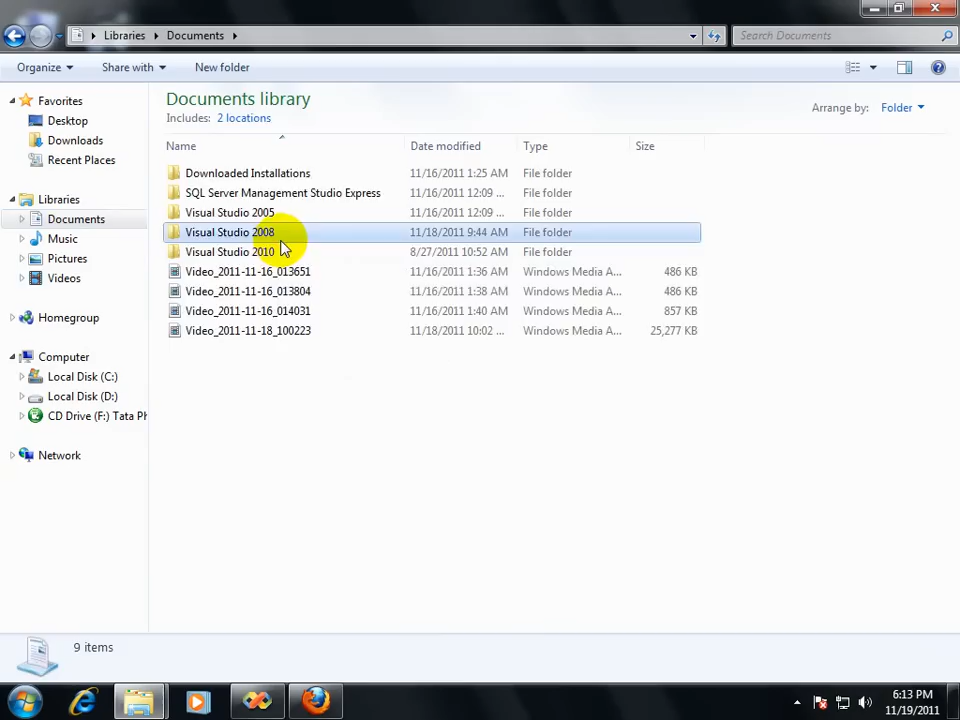 Libraries Documents Search Documents
Organize Share with New folder
Favorites
Desktop
Downloads
Recent Places
Libraries
Documents
Music
Pictures
Videos
Homegroup
Computer
Local Disk (C:)
Local Disk (D:)
CD Drive (F:) Tata Ph
Network
Documents library
Includes: 2 locations
Arrange by: Folder
Name Date modified Type Size
Downloaded Installations 11/16/2011 1:25 AM File folder
SQL Server Management Studio Express 11/16/2011 12:09 ... File folder
Visual Studio 2005 11/16/2011 12:09 ... File folder
Visual Studio 2008 11/18/2011 9:44 AM File folder
Visual Studio 2010 8/27/2011 10:52 AM File folder
Video_2011-11-16_013651 11/16/2011 1:36 AM Windows Media A... 486 KB
Video_2011-11-16_013804 11/16/2011 1:38 AM Windows Media A... 486 KB
Video_2011-11-16_014031 11/16/2011 1:40 AM Windows Media A... 857 KB
Video_2011-11-18_100223 11/18/2011 10:02 ... Windows Media A... 25,277 KB
9 items
6:13 PM
11/19/2011